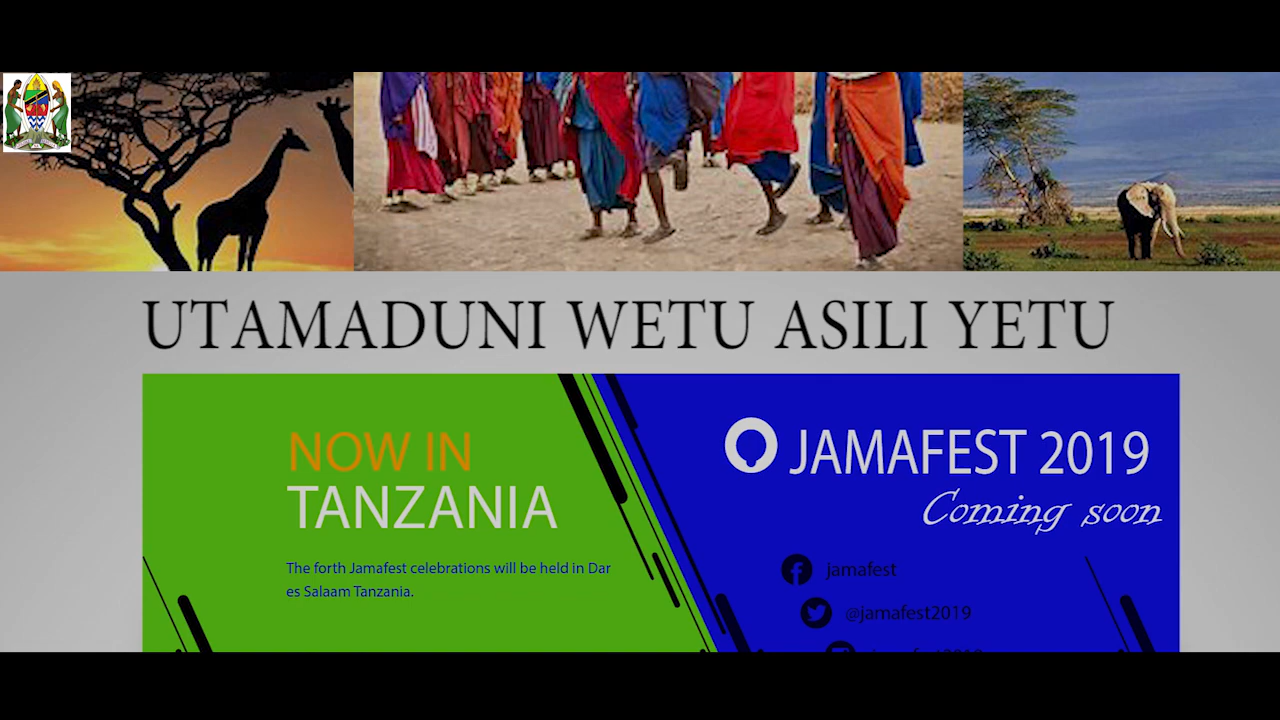 UTAMADUNI WETU ASILI YETU
NOW IN
TANZANIA
The forth Jamafest celebrations will be held in Dar
es Salaam Tanzania.
JAMAFEST 2019
Coming soon
jamafest
@jamafest2019